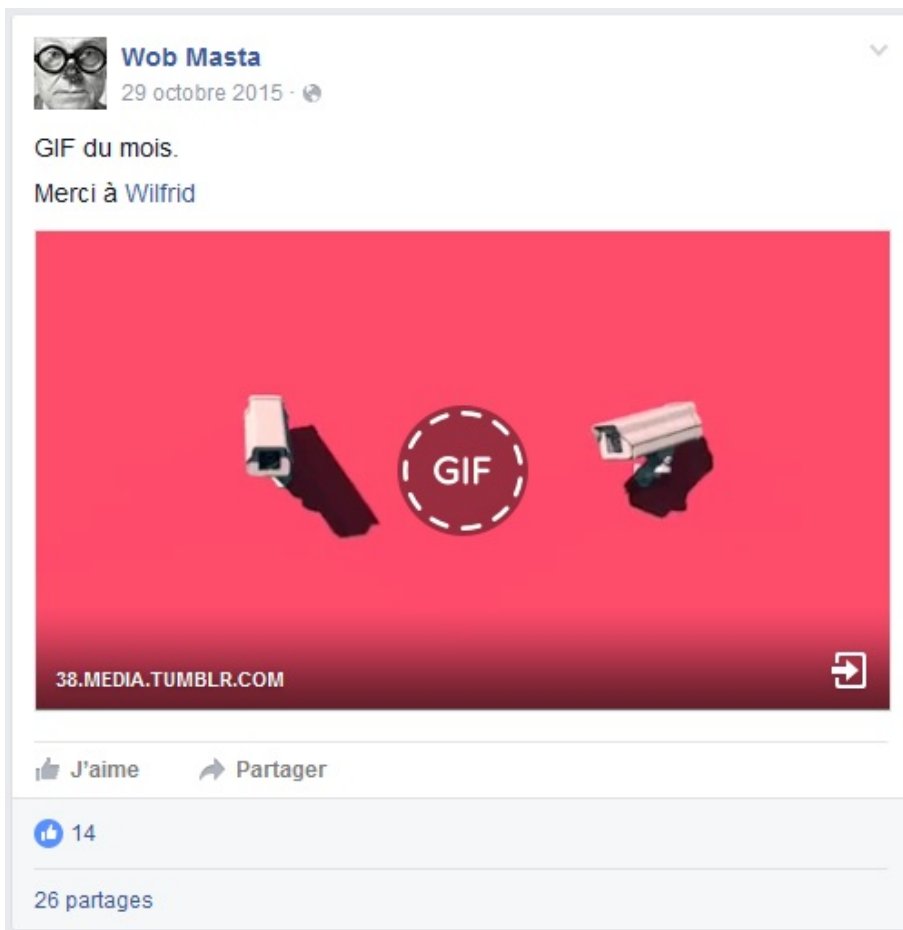 Wob Masta
29 octobre 2015 ·
GIF du mois.
Merci à Wilfrid
GIF
38.MEDIA.TUMBLR.COM
J'aime Partager
14
26 partages